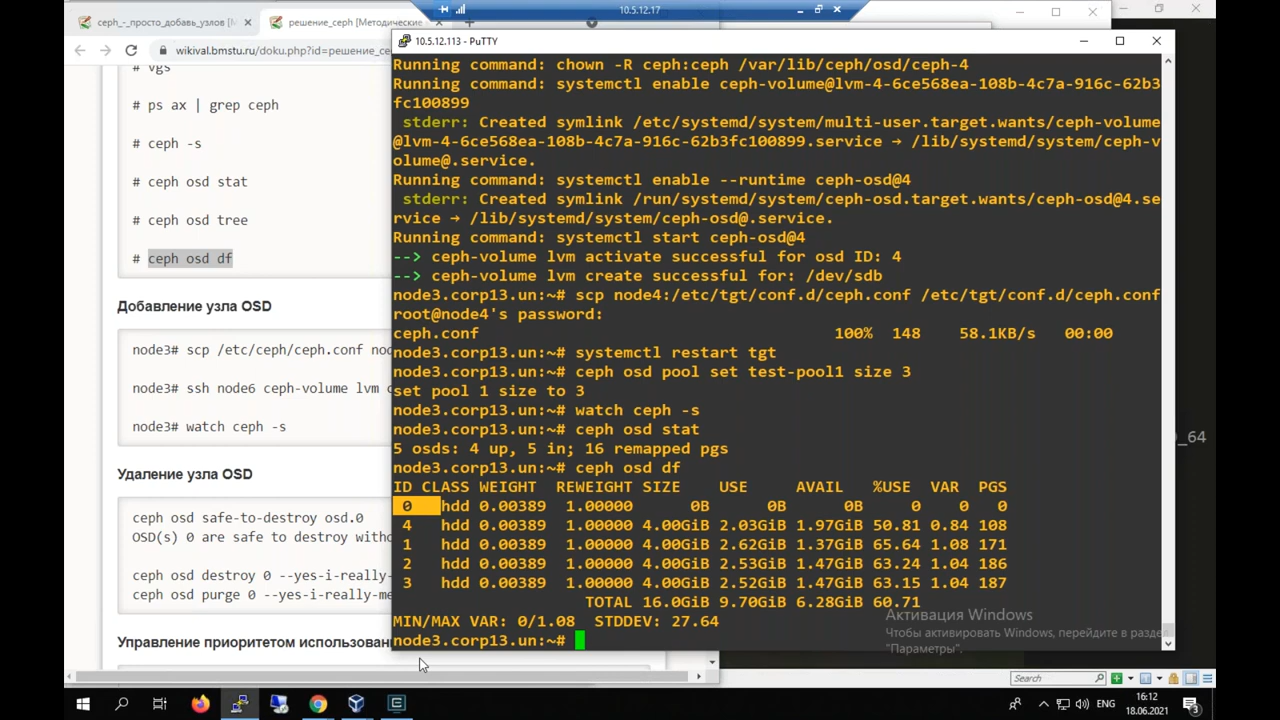 ceph_-_просто_добавь_узлов [М
решение_ceph [Методические
10.5.12.17
wikival.bmstu.ru/doku.php?id=решение_ce
# vgs
# ps ax | grep ceph
# ceph -s
# ceph osd stat
# ceph osd tree
# ceph osd df
Добавление узла OSD
node3# scp /etc/ceph/ceph.conf no
node3# ssh node6 ceph-volume lvm c
node3# watch ceph -s
Удаление узла OSD
ceph osd safe-to-destroy osd.0
OSD(s) 0 are safe to destroy witho
ceph osd destroy 0 --yes-i-really-
ceph osd purge 0 --yes-i-really-me
Управление приоритетом использован
10.5.12.113 - PuTTY
Running command: chown -R ceph:ceph /var/lib/ceph/osd/ceph-4
Running command: systemctl enable ceph-volume@lvm-4-6ce568ea-108b-4c7a-916c-62b3
fc100899
stderr: Created symlink /etc/systemd/system/multi-user.target.wants/ceph-volume
@lvm-4-6ce568ea-108b-4c7a-916c-62b3fc100899.service → /lib/systemd/system/ceph-v
olume@.service.
Running command: systemctl enable --runtime ceph-osd@4
stderr: Created symlink /run/systemd/system/ceph-osd.target.wants/ceph-osd@4.se
rvice → /lib/systemd/system/ceph-osd@.service.
Running command: systemctl start ceph-osd@4
--> ceph-volume lvm activate successful for osd ID: 4
--> ceph-volume lvm create successful for: /dev/sdb
node3.corp13.un:~# scp node4:/etc/tgt/conf.d/ceph.conf /etc/tgt/conf.d/ceph.conf
root@node4's password:
ceph.conf 100% 148 58.1KB/s 00:00
node3.corp13.un:~# systemctl restart tgt
node3.corp13.un:~# ceph osd pool set test-pool1 size 3
set pool 1 size to 3
node3.corp13.un:~# watch ceph -s
node3.corp13.un:~# ceph osd stat
5 osds: 4 up, 5 in; 16 remapped pgs
node3.corp13.un:~# ceph osd df
ID CLASS WEIGHT REWEIGHT SIZE USE AVAIL %USE VAR PGS
0 hdd 0.00389 1.00000 0B 0B 0B 0 0 0
4 hdd 0.00389 1.00000 4.00GiB 2.03GiB 1.97GiB 50.81 0.84 108
1 hdd 0.00389 1.00000 4.00GiB 2.62GiB 1.37GiB 65.64 1.08 171
2 hdd 0.00389 1.00000 4.00GiB 2.53GiB 1.47GiB 63.24 1.04 186
3 hdd 0.00389 1.00000 4.00GiB 2.52GiB 1.47GiB 63.15 1.04 187
TOTAL 16.0GiB 9.70GiB 6.28GiB 60.71
MIN/MAX VAR: 0/1.08 STDDEV: 27.64
node3.corp13.un:~#
_64
Активация Windows
Чтобы активировать Windows, перейдите в раздел
"Параметры".
Search
ENG
16:12
18.06.2021
3